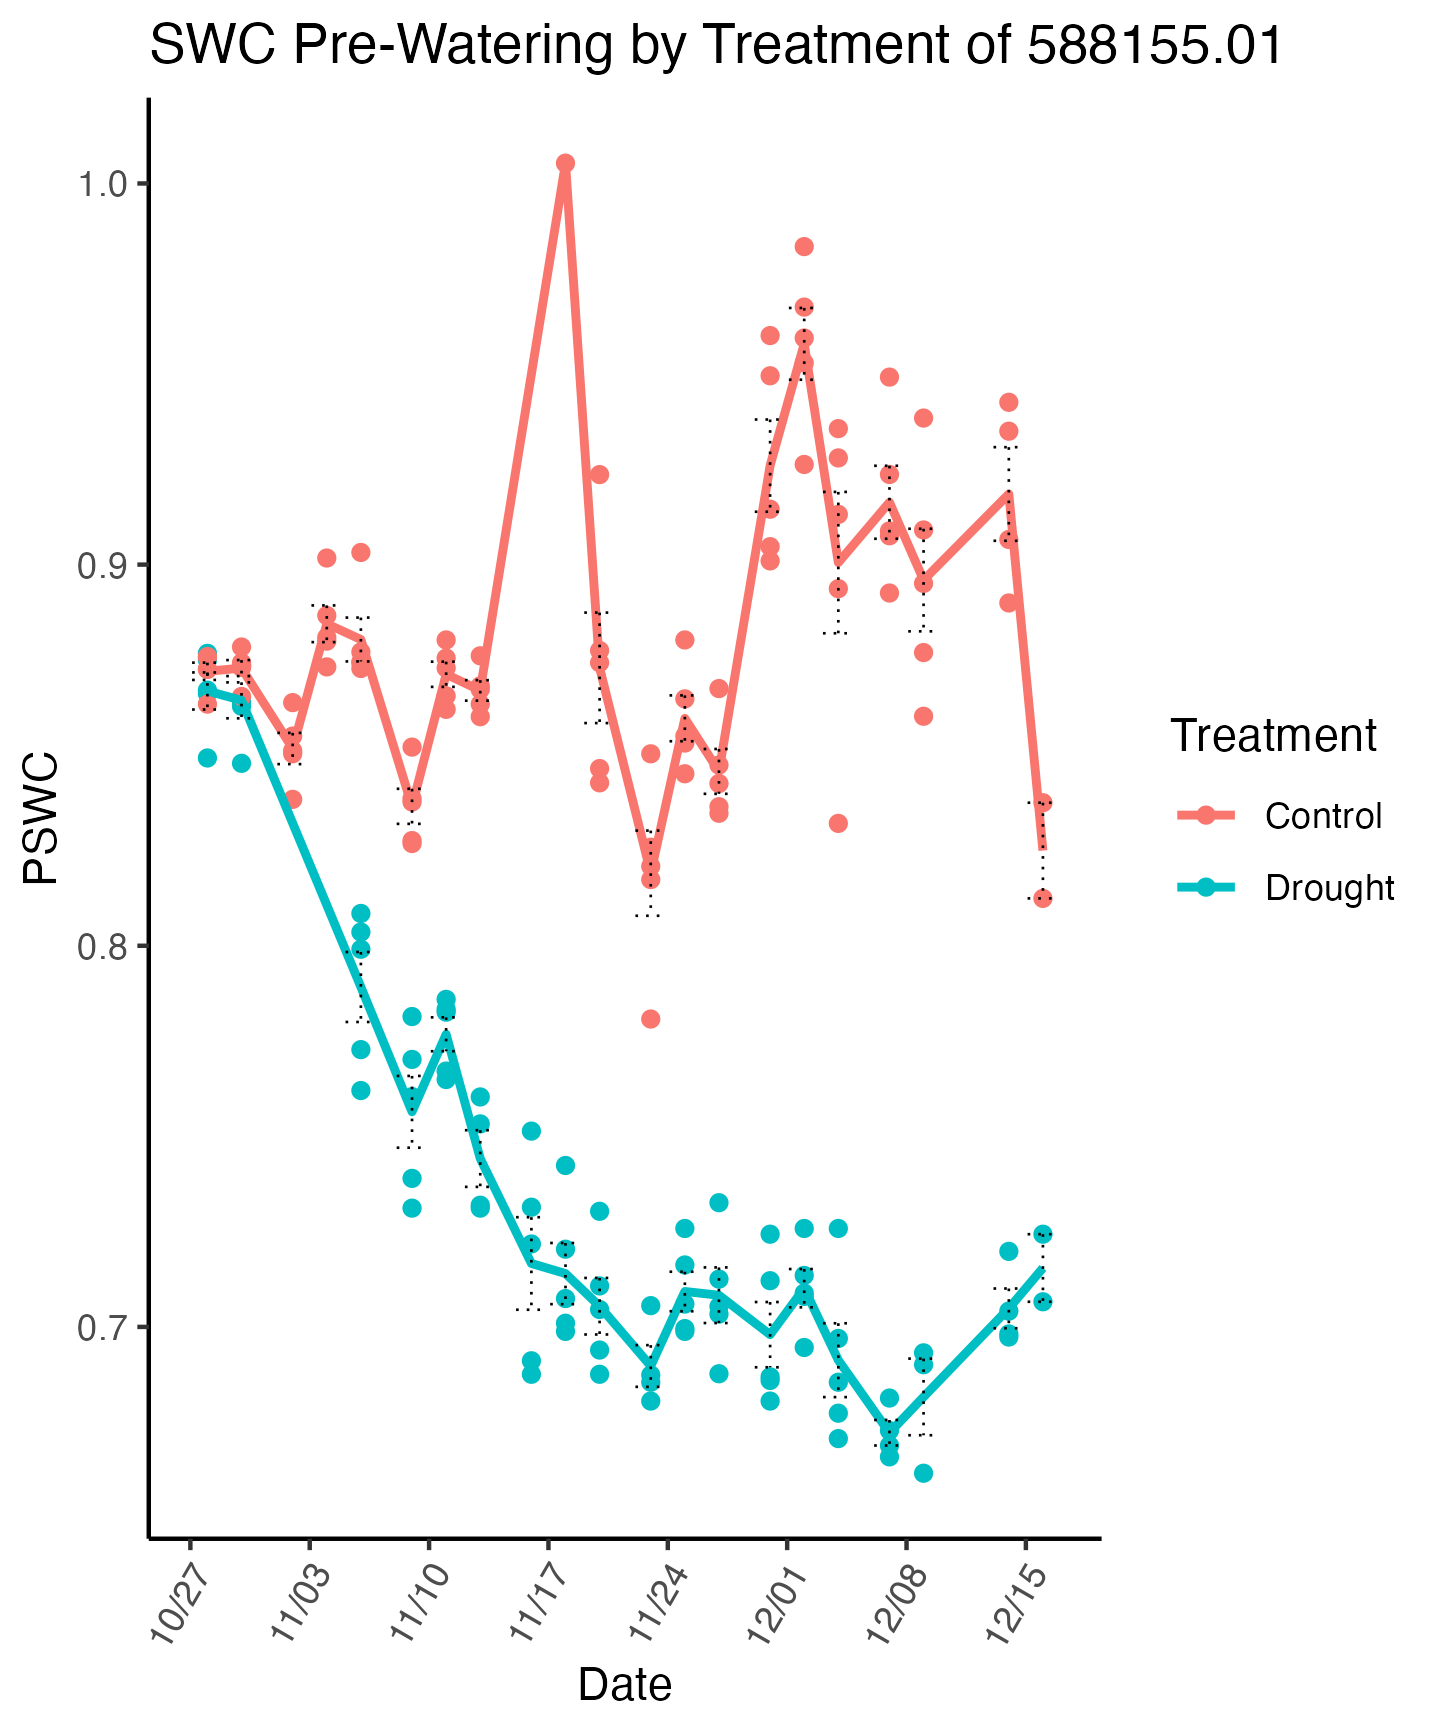 SWC Pre-Watering by Treatment of 588155.01
1.0
0.9
0.8
0.7
PSWC
10/27
11/03
11/10
11/17
11/24
12/01
12/08
12/15
Date
Treatment
Control
Drought